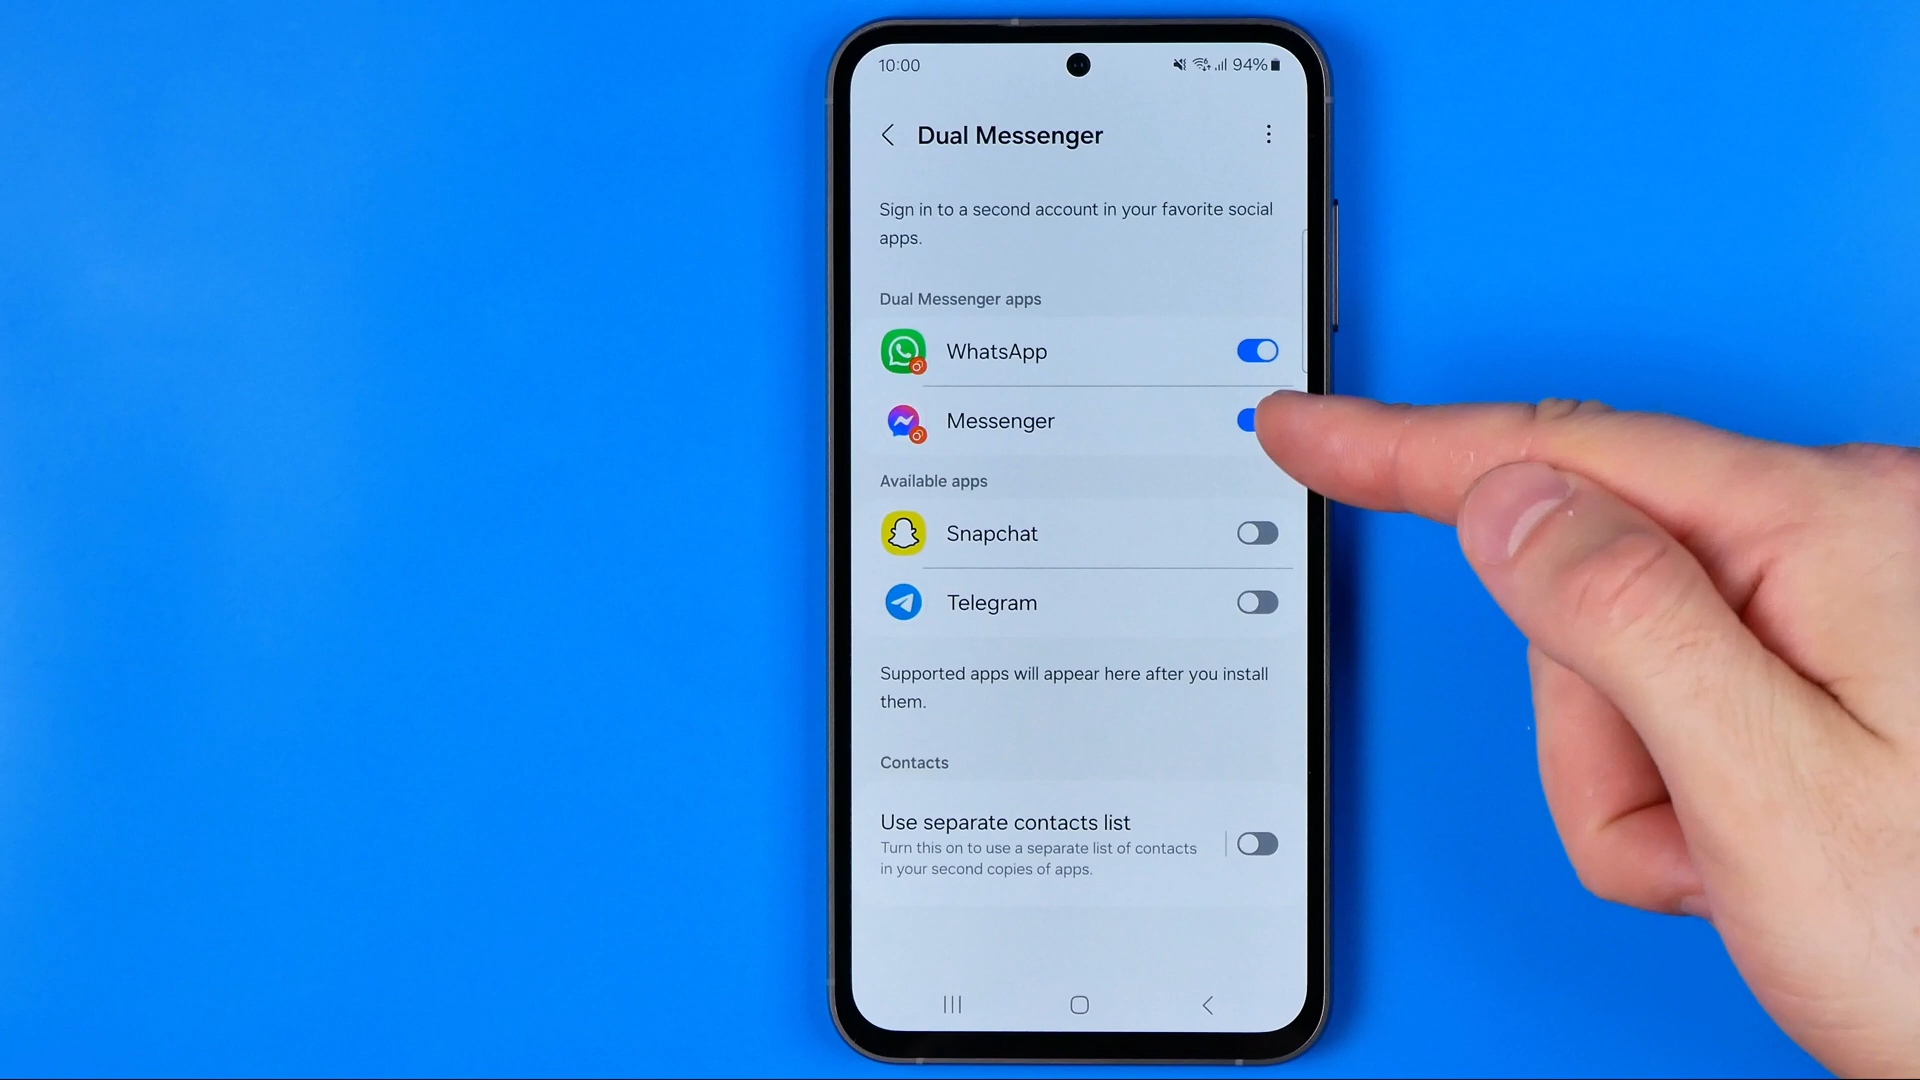 10:00
94%
Dual Messenger
Sign in to a second account in your favorite social
apps.
Dual Messenger apps
WhatsApp
Messenger
Available apps
Snapchat
Telegram
Supported apps will appear here after you install
them.
Contacts
Use separate contacts list
Turn this on to use a separate list of contacts
in your second copies of apps.